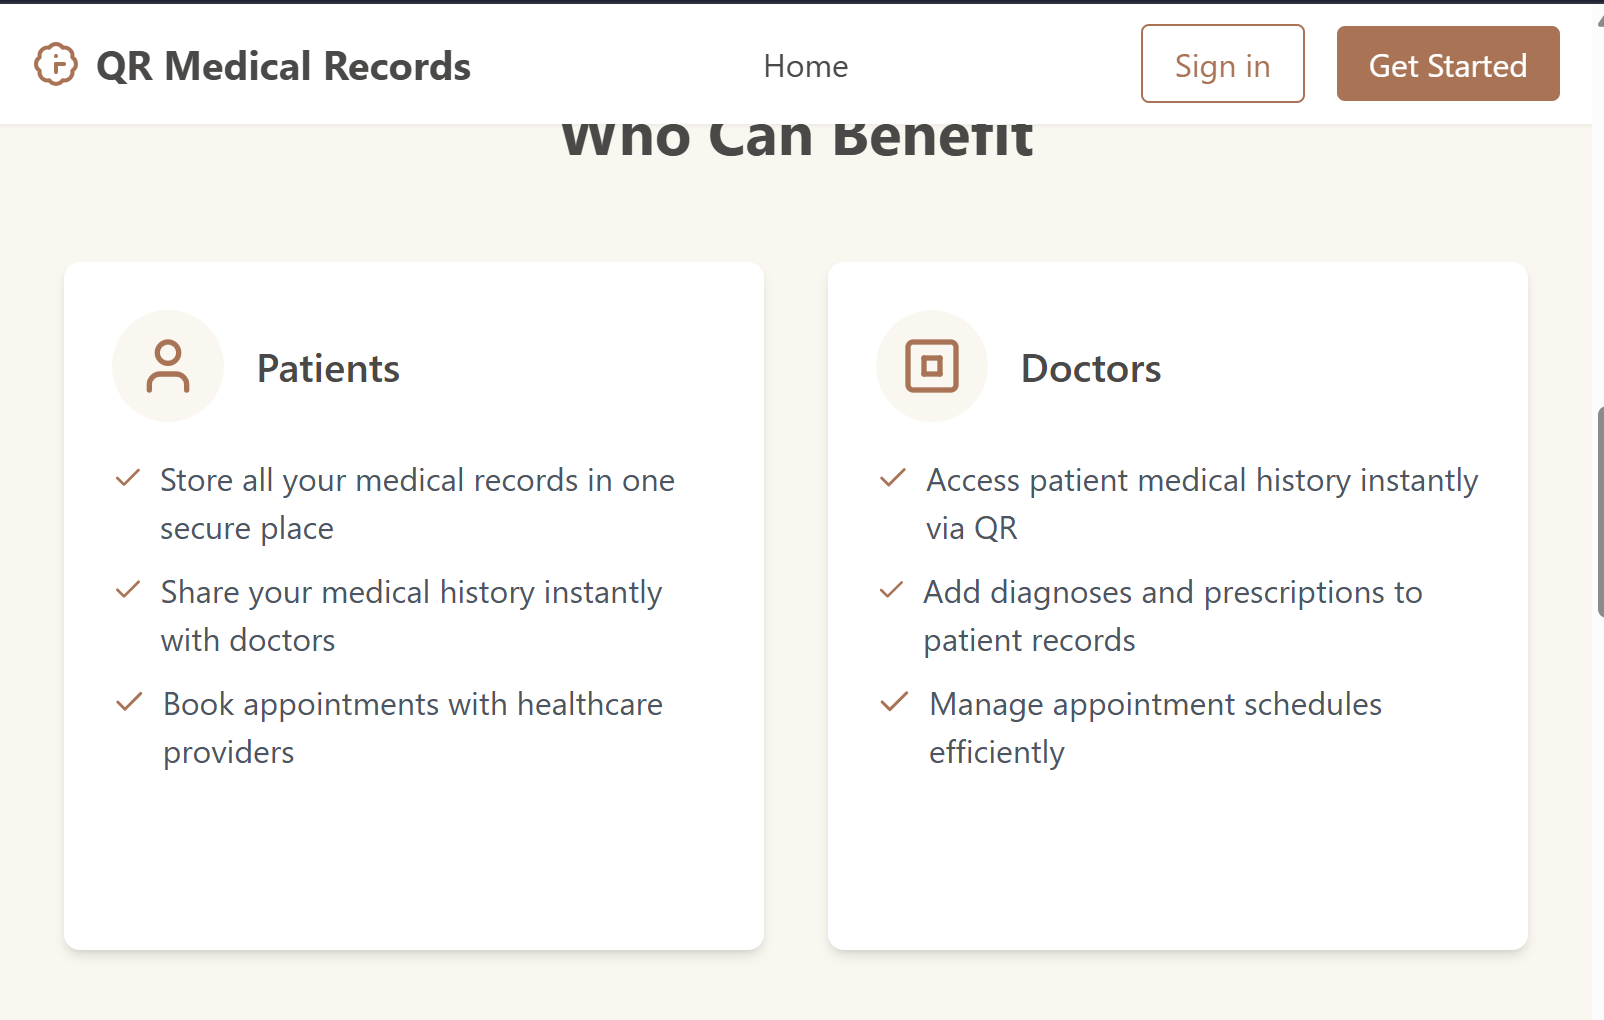 QR Medical Records
Home
Sign in
Get Started
Who Can Benefit
Patients
Store all your medical records in one
secure place
Share your medical history instantly
with doctors
Book appointments with healthcare
providers
Doctors
Access patient medical history instantly
via QR
Add diagnoses and prescriptions to
patient records
Manage appointment schedules
efficiently